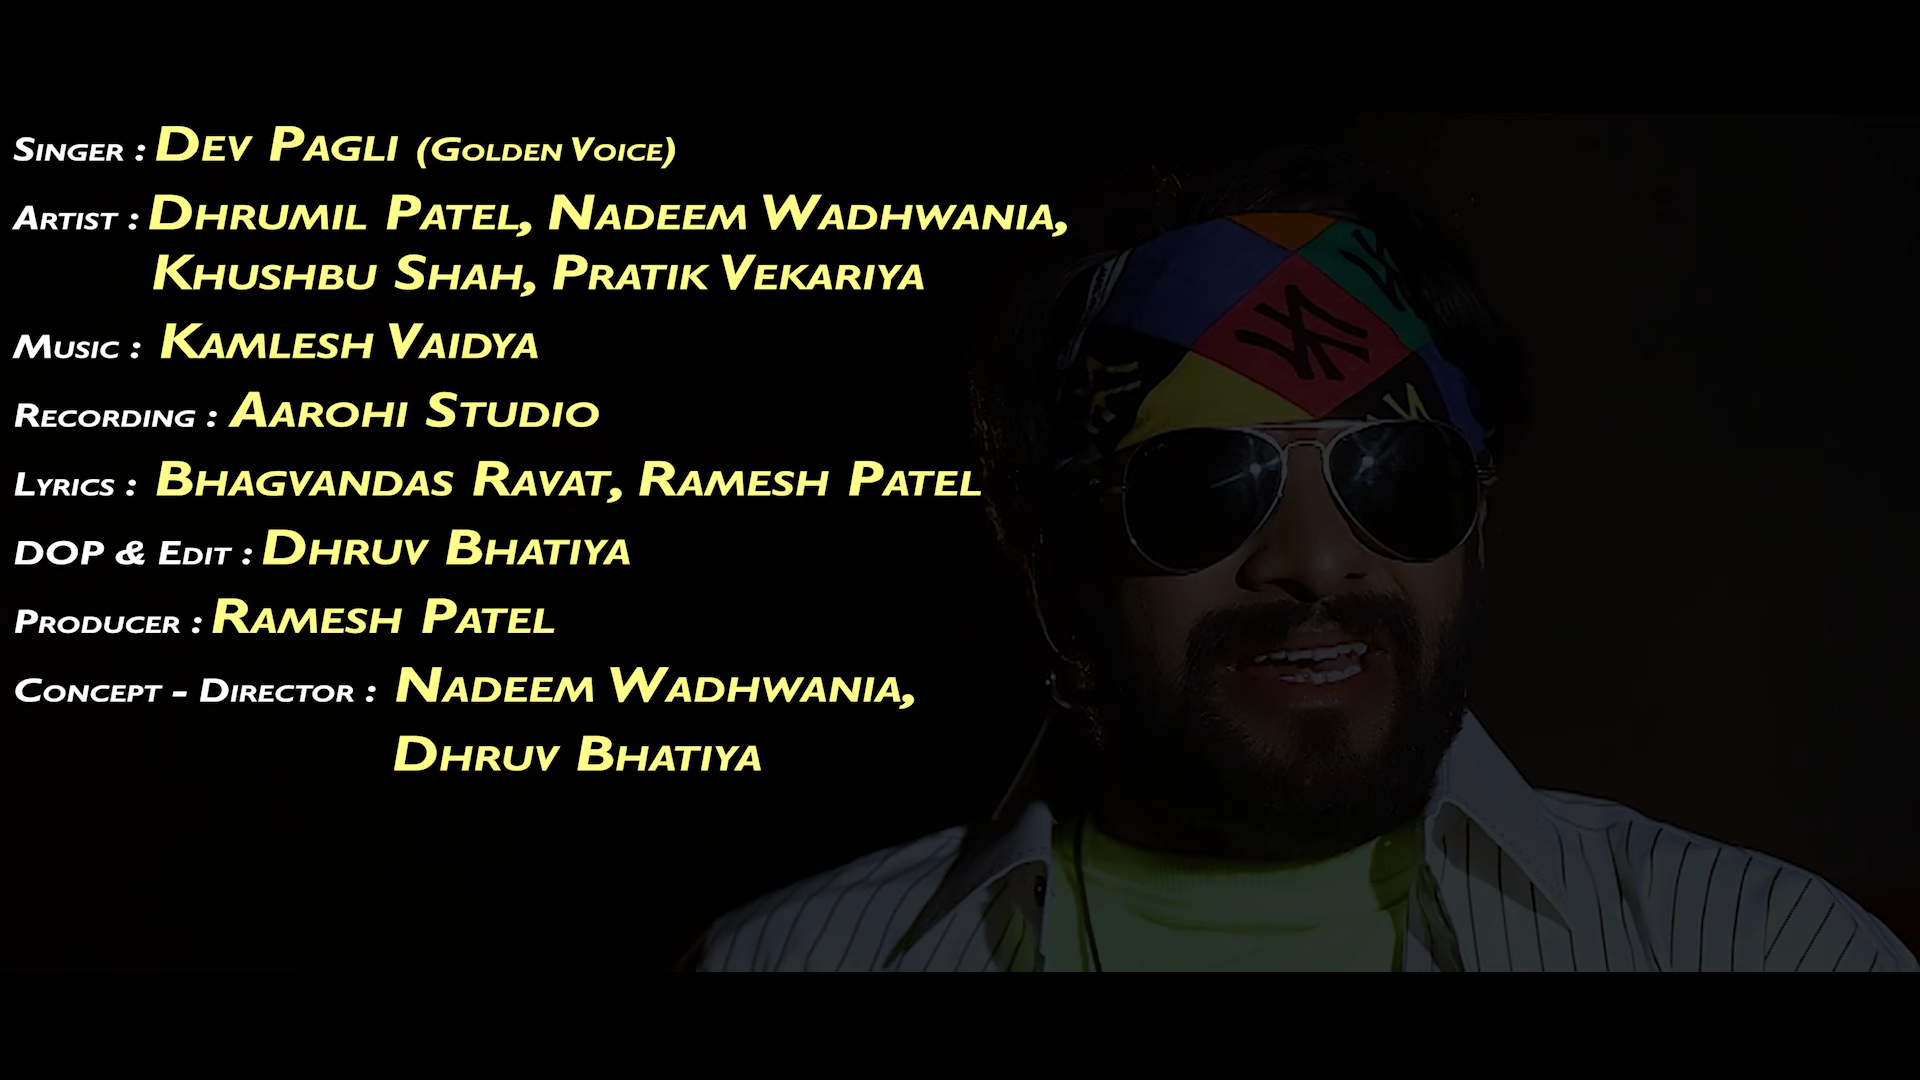 Singer : Dev Pagli (Golden Voice)
Artist : Dhrumil Patel, Nadeem Wadhwania,
Khushbu Shah, Pratik Vekariya
Music : Kamlesh Vaidya
Recording : Aarohi Studio
Lyrics : Bhagvandas Ravat, Ramesh Patel
DOP & Edit : Dhruv Bhatiya
Producer : Ramesh Patel
Concept - Director : Nadeem Wadhwania,
Dhruv Bhatiya